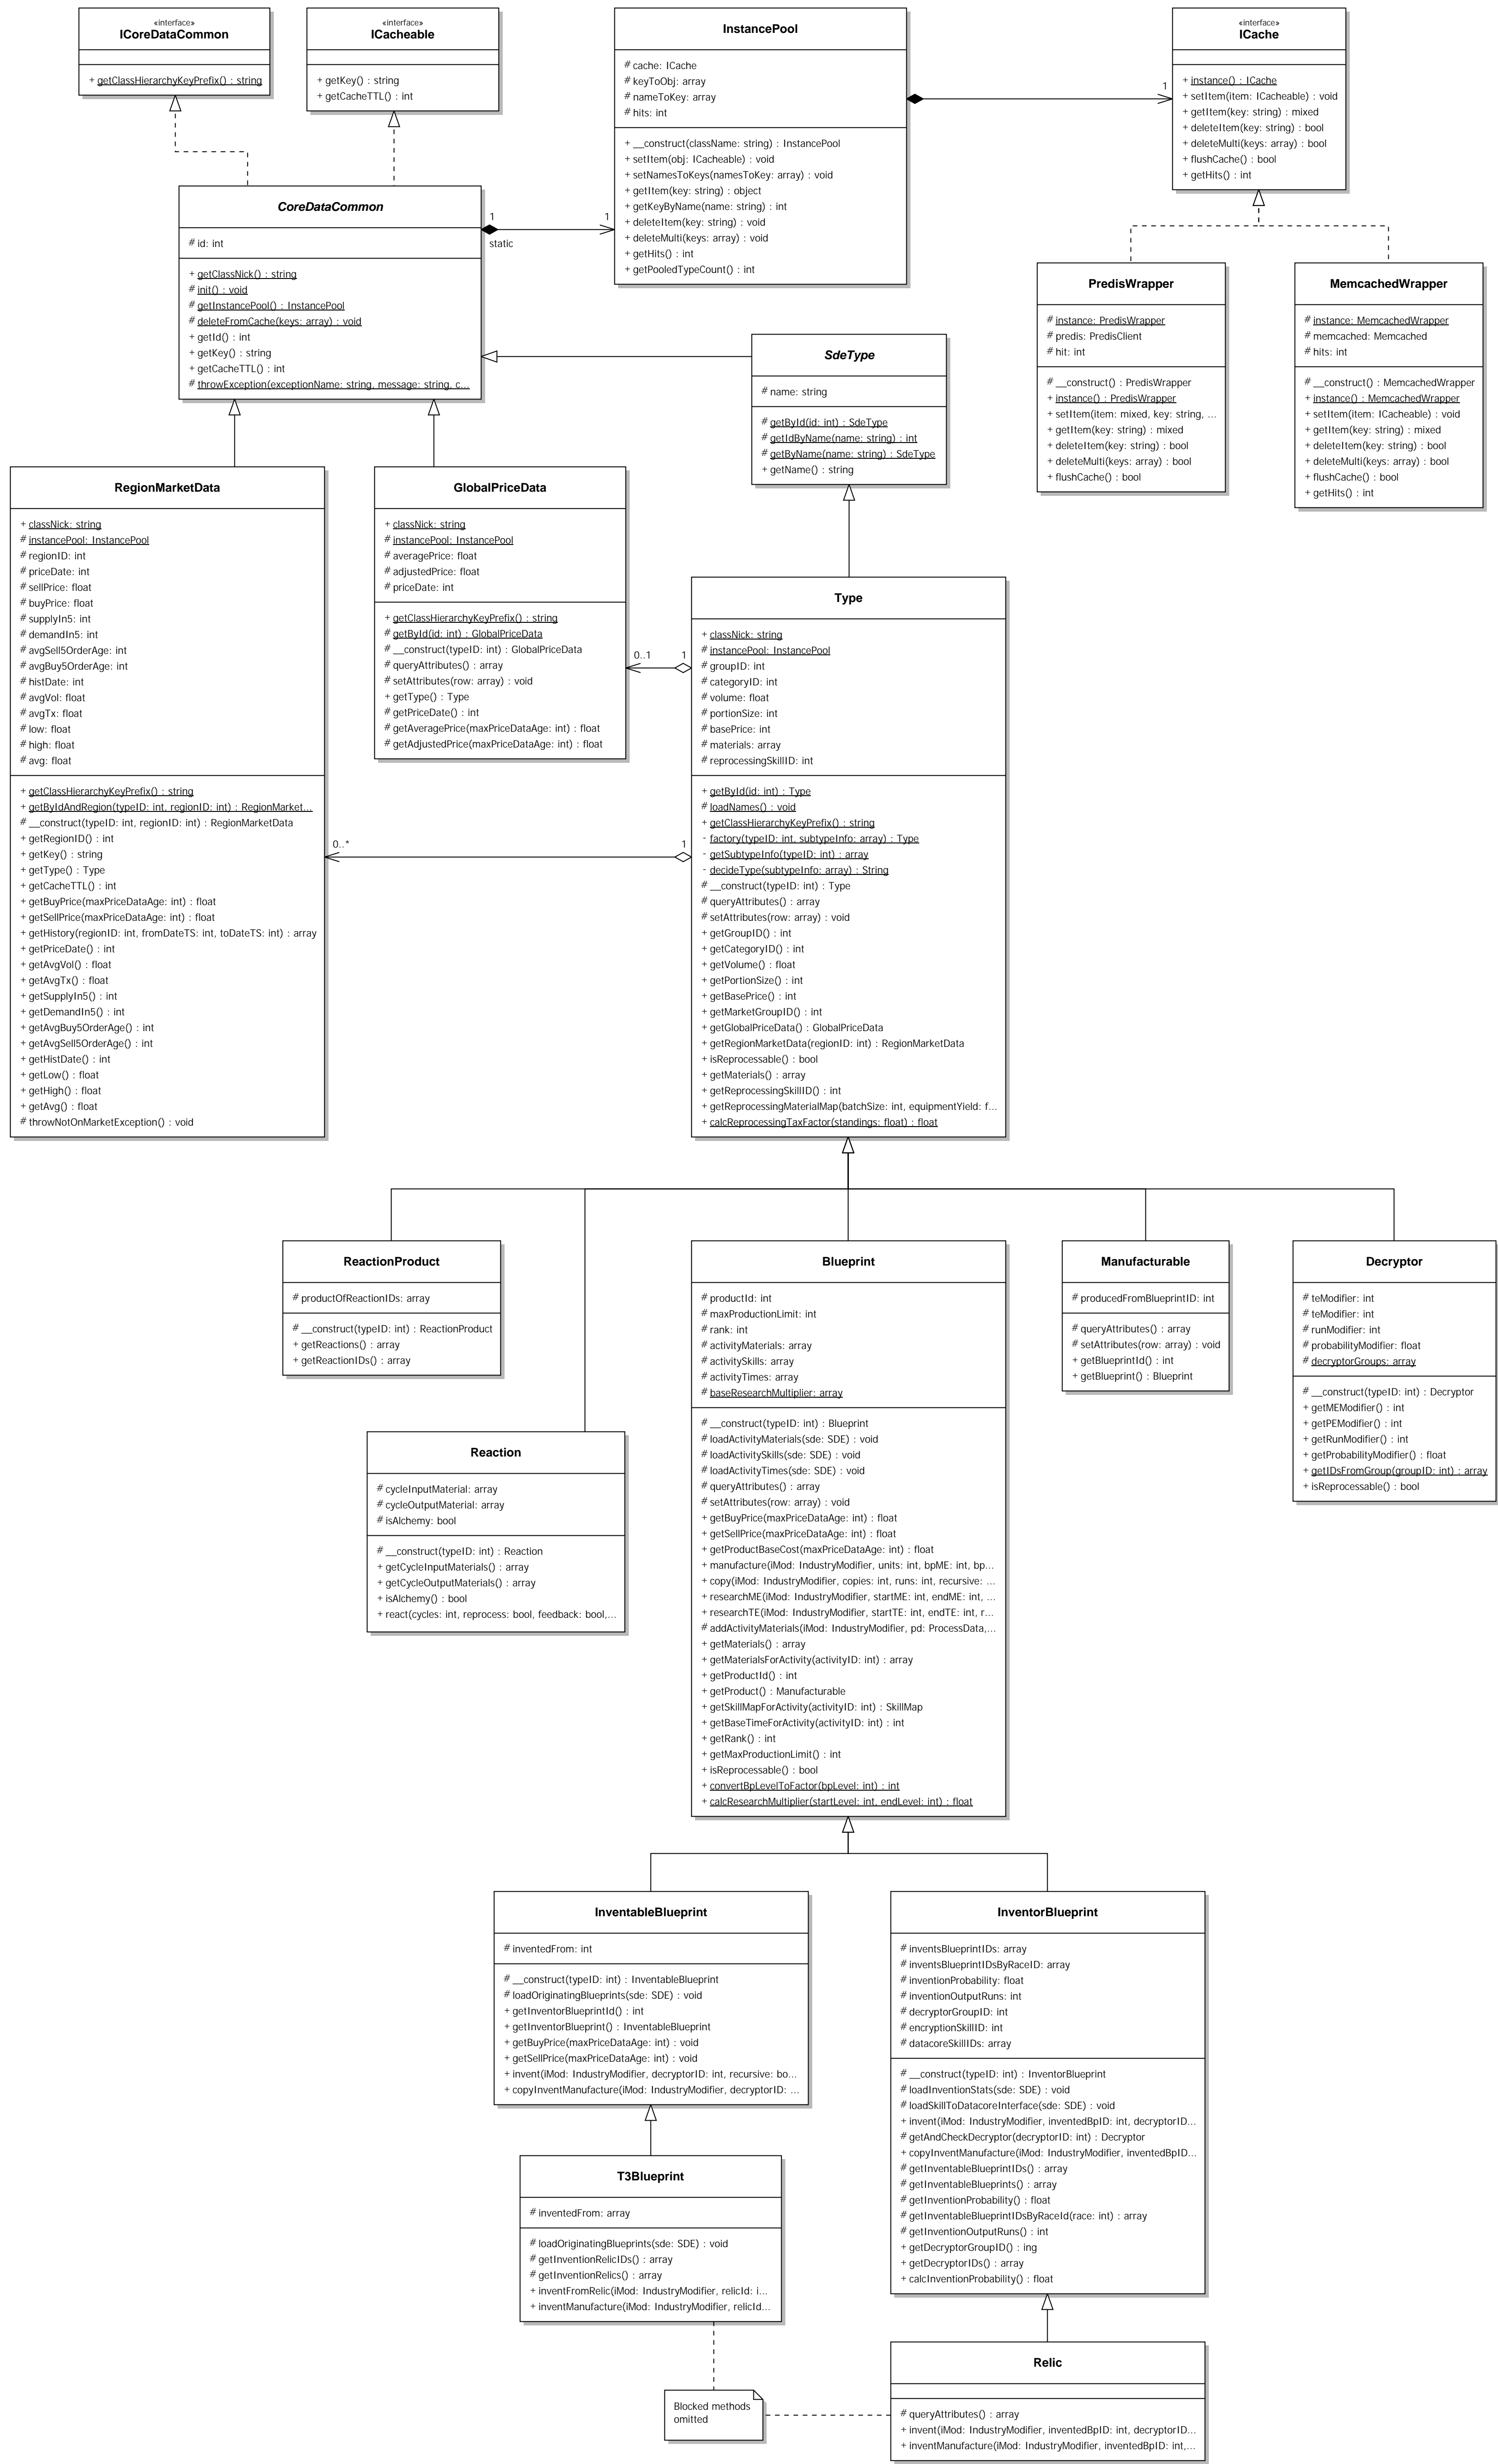 «interface»
ICoreDataCommon
+ getClassHierarchyKeyPrefix() : string
«interface»
ICacheable
+ getKey() : string
+ getCacheTTL() : int
InstancePool
# cache: ICache
# keyToObj: array
# nameToKey: array
# hits: int
+ __construct(className: string) : InstancePool
+ setItem(obj: ICacheable) : void
+ setNamesToKeys(namesToKey: array) : void
+ getItem(key: string) : object
+ getKeyByName(name: string) : int
+ deleteItem(key: string) : void
+ deleteMulti(keys: array) : void
+ getHits() : int
+ getPooledTypeCount() : int
1
«interface»
ICache
+ instance() : ICache
+ setItem(item: ICacheable) : void
+ getItem(key: string) : mixed
+ deleteItem(key: string) : bool
+ deleteMulti(keys: array) : bool
+ flushCache() : bool
+ getHits() : int
CoreDataCommon
# id: int
+ getClassNick() : string
# init() : void
# getInstancePool() : InstancePool
# deleteFromCache(keys: array) : void
+ getId() : int
+ getKey() : string
+ getCacheTTL() : int
# throwException(exceptionName: string, message: string, c...
1
static
1
PredisWrapper
# instance: PredisWrapper
# predis: PredisClient
# hit: int
# __construct() : PredisWrapper
+ instance() : PredisWrapper
+ setItem(item: mixed, key: string, ...
+ getItem(key: string) : mixed
+ deleteItem(key: string) : bool
+ deleteMulti(keys: array) : bool
+ flushCache() : bool
MemcachedWrapper
# instance: MemcachedWrapper
# memcached: Memcached
# hits: int
# __construct() : MemcachedWrapper
+ instance() : MemcachedWrapper
+ setItem(item: ICacheable) : void
+ getItem(key: string) : mixed
+ deleteItem(key: string) : bool
+ deleteMulti(keys: array) : bool
+ flushCache() : bool
+ getHits() : int
SdeType
# name: string
# getById(id: int) : SdeType
# getIdByName(name: string) : int
# getByName(name: string) : SdeType
+ getName() : string
RegionMarketData
+ classNick: string
# instancePool: InstancePool
# regionID: int
# priceDate: int
# sellPrice: float
# buyPrice: float
# supplyIn5: int
# demandIn5: int
# avgSell5OrderAge: int
# avgBuy5OrderAge: int
# histDate: int
# avgVol: float
# avgTx: float
# low: float
# high: float
# avg: float
+ getClassHierarchyKeyPrefix() : string
+ getByIdAndRegion(typeID: int, regionID: int) : RegionMarket...
# __construct(typeID: int, regionID: int) : RegionMarketData
+ getRegionID() : int
+ getKey() : string
+ getType() : Type
+ getCacheTTL() : int
+ getBuyPrice(maxPriceDataAge: int) : float
+ getSellPrice(maxPriceDataAge: int) : float
+ getHistory(regionID: int, fromDateTS: int, toDateTS: int) : array
+ getPriceDate() : int
+ getAvgVol() : float
+ getAvgTx() : float
+ getSupplyIn5() : int
+ getDemandIn5() : int
+ getAvgBuy5OrderAge() : int
+ getAvgSell5OrderAge() : int
+ getHistDate() : int
+ getLow() : float
+ getHigh() : float
+ getAvg() : float
# throwNotOnMarketException() : void
GlobalPriceData
+ classNick: string
# instancePool: InstancePool
# averagePrice: float
# adjustedPrice: float
# priceDate: int
+ getClassHierarchyKeyPrefix() : string
# getById(id: int) : GlobalPriceData
# __construct(typeID: int) : GlobalPriceData
# queryAttributes() : array
# setAttributes(row: array) : void
+ getType() : Type
# getPriceDate() : int
# getAveragePrice(maxPriceDataAge: int) : float
# getAdjustedPrice(maxPriceDataAge: int) : float
0..1
1
0..*
1
Type
+ classNick: string
# instancePool: InstancePool
# groupID: int
# categoryID: int
# volume: float
# portionSize: int
# basePrice: int
# materials: array
# reprocessingSkillID: int
+ getById(id: int) : Type
# loadNames() : void
+ getClassHierarchyKeyPrefix() : string
- factory(typeID: int, subtypeInfo: array) : Type
- getSubtypeInfo(typeID: int) : array
- decideType(subtypeInfo: array) : String
# __construct(typeID: int) : Type
# queryAttributes() : array
# setAttributes(row: array) : void
+ getGroupID() : int
+ getCategoryID() : int
+ getVolume() : float
+ getPortionSize() : int
+ getBasePrice() : int
+ getMarketGroupID() : int
+ getGlobalPriceData() : GlobalPriceData
+ getRegionMarketData(regionID: int) : RegionMarketData
+ isReprocessable() : bool
+ getMaterials() : array
+ getReprocessingSkillID() : int
+ getReprocessingMaterialMap(batchSize: int, equipmentYield: f...
+ calcReprocessingTaxFactor(standings: float) : float
ReactionProduct
# productOfReactionIDs: array
# __construct(typeID: int) : ReactionProduct
+ getReactions() : array
+ getReactionIDs() : array
Reaction
# cycleInputMaterial: array
# cycleOutputMaterial: array
# isAlchemy: bool
# __construct(typeID: int) : Reaction
+ getCycleInputMaterials() : array
+ getCycleOutputMaterials() : array
+ isAlchemy() : bool
+ react(cycles: int, reprocess: bool, feedback: bool,...
Blueprint
# productId: int
# maxProductionLimit: int
# rank: int
# activityMaterials: array
# activitySkills: array
# activityTimes: array
# baseResearchMultiplier: array
# __construct(typeID: int) : Blueprint
# loadActivityMaterials(sde: SDE) : void
# loadActivitySkills(sde: SDE) : void
# loadActivityTimes(sde: SDE) : void
# queryAttributes() : array
# setAttributes(row: array) : void
+ getBuyPrice(maxPriceDataAge: int) : float
+ getSellPrice(maxPriceDataAge: int) : float
+ getProductBaseCost(maxPriceDataAge: int) : float
+ manufacture(iMod: IndustryModifier, units: int, bpME: int, bp...
+ copy(iMod: IndustryModifier, copies: int, runs: int, recursive: ...
+ researchME(iMod: IndustryModifier, startME: int, endME: int, ...
+ researchTE(iMod: IndustryModifier, startTE: int, endTE: int, r...
# addActivityMaterials(iMod: IndustryModifier, pd: ProcessData,...
+ getMaterials() : array
+ getMaterialsForActivity(activityID: int) : array
+ getProductId() : int
+ getProduct() : Manufacturable
+ getSkillMapForActivity(activityID: int) : SkillMap
+ getBaseTimeForActivity(activityID: int) : int
+ getRank() : int
+ getMaxProductionLimit() : int
+ isReprocessable() : bool
+ convertBpLevelToFactor(bpLevel: int) : int
+ calcResearchMultiplier(startLevel: int, endLevel: int) : float
Manufacturable
# producedFromBlueprintID: int
# queryAttributes() : array
# setAttributes(row: array) : void
+ getBlueprintId() : int
+ getBlueprint() : Blueprint
Decryptor
# teModifier: int
# teModifier: int
# runModifier: int
# probabilityModifier: float
# decryptorGroups: array
# __construct(typeID: int) : Decryptor
+ getMEModifier() : int
+ getPEModifier() : int
+ getRunModifier() : int
+ getProbabilityModifier() : float
+ getIDsFromGroup(groupID: int) : array
+ isReprocessable() : bool
InventableBlueprint
# inventedFrom: int
# __construct(typeID: int) : InventableBlueprint
# loadOriginatingBlueprints(sde: SDE) : void
+ getInventorBlueprintId() : int
+ getInventorBlueprint() : InventableBlueprint
+ getBuyPrice(maxPriceDataAge: int) : void
+ getSellPrice(maxPriceDataAge: int) : void
+ invent(iMod: IndustryModifier, decryptorID: int, recursive: bo...
+ copyInventManufacture(iMod: IndustryModifier, decryptorID: ...
InventorBlueprint
# inventsBlueprintIDs: array
# inventsBlueprintIDsByRaceID: array
# inventionProbability: float
# inventionOutputRuns: int
# decryptorGroupID: int
# encryptionSkillID: int
# datacoreSkillIDs: array
# __construct(typeID: int) : InventorBlueprint
# loadInventionStats(sde: SDE) : void
# loadSkillToDatacoreInterface(sde: SDE) : void
+ invent(iMod: IndustryModifier, inventedBpID: int, decryptorID...
# getAndCheckDecryptor(decryptorID: int) : Decryptor
+ copyInventManufacture(iMod: IndustryModifier, inventedBpID...
# getInventableBlueprintIDs() : array
# getInventableBlueprints() : array
# getInventionProbability() : float
# getInventableBlueprintIDsByRaceId(race: int) : array
# getInventionOutputRuns() : int
+ getDecryptorGroupID() : ing
+ getDecryptorIDs() : array
+ calcInventionProbability() : float
T3Blueprint
# inventedFrom: array
# loadOriginatingBlueprints(sde: SDE) : void
# getInventionRelicIDs() : array
# getInventionRelics() : array
+ inventFromRelic(iMod: IndustryModifier, relicId: i...
+ inventManufacture(iMod: IndustryModifier, relicId...
Blocked methods
omitted
Relic
# queryAttributes() : array
+ invent(iMod: IndustryModifier, inventedBpID: int, decryptorID...
+ inventManufacture(iMod: IndustryModifier, inventedBpID: int,...